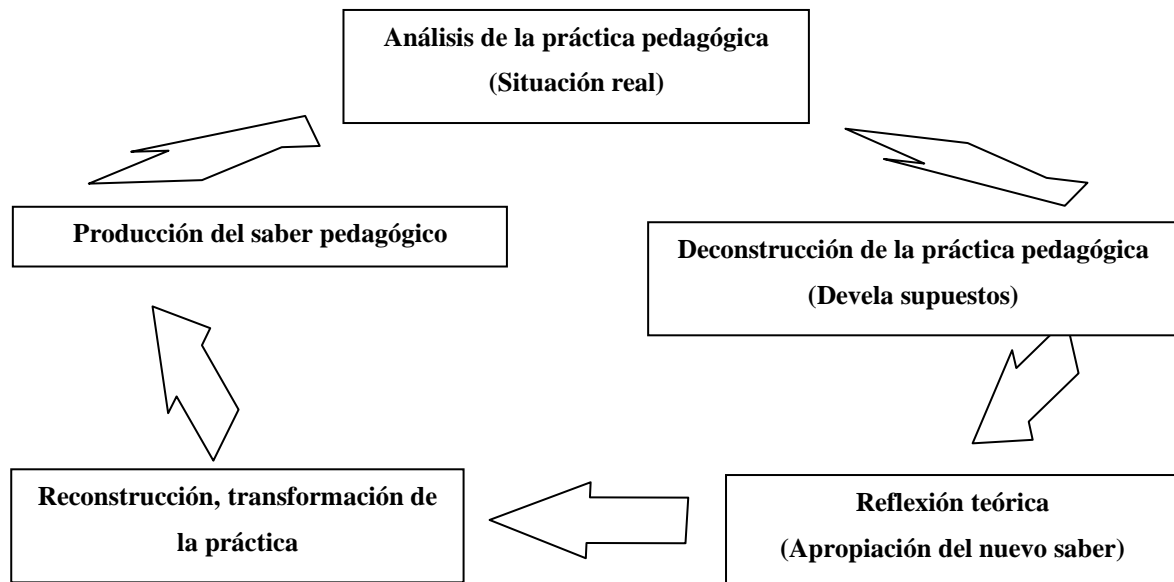 Análisis de la práctica pedagógica
(Situación real)
Producción del saber pedagógico
Deconstrucción de la práctica pedagógica
(Devela supuestos)
Reconstrucción, transformación de
la práctica
Reflexión teórica
(Apropiación del nuevo saber)